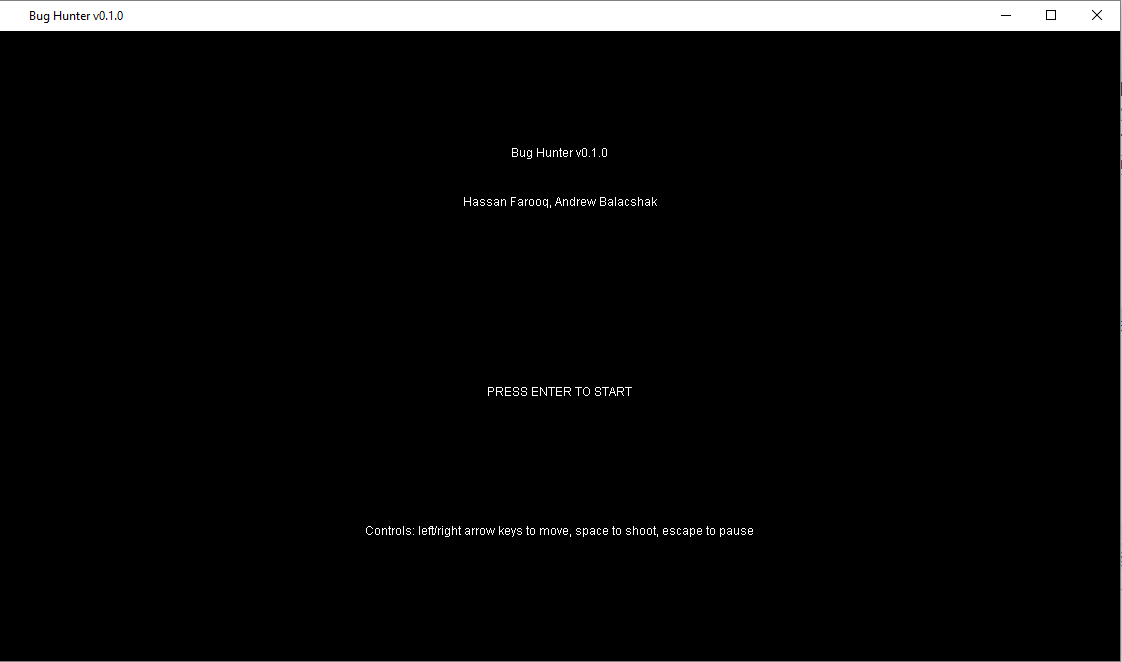 Bug Hunter v0.1.0
Bug Hunter v0.1.0
Hassan Farooq, Andrew Balacshak
PRESS ENTER TO START
Controls: left/right arrow keys to move, space to shoot, escape to pause